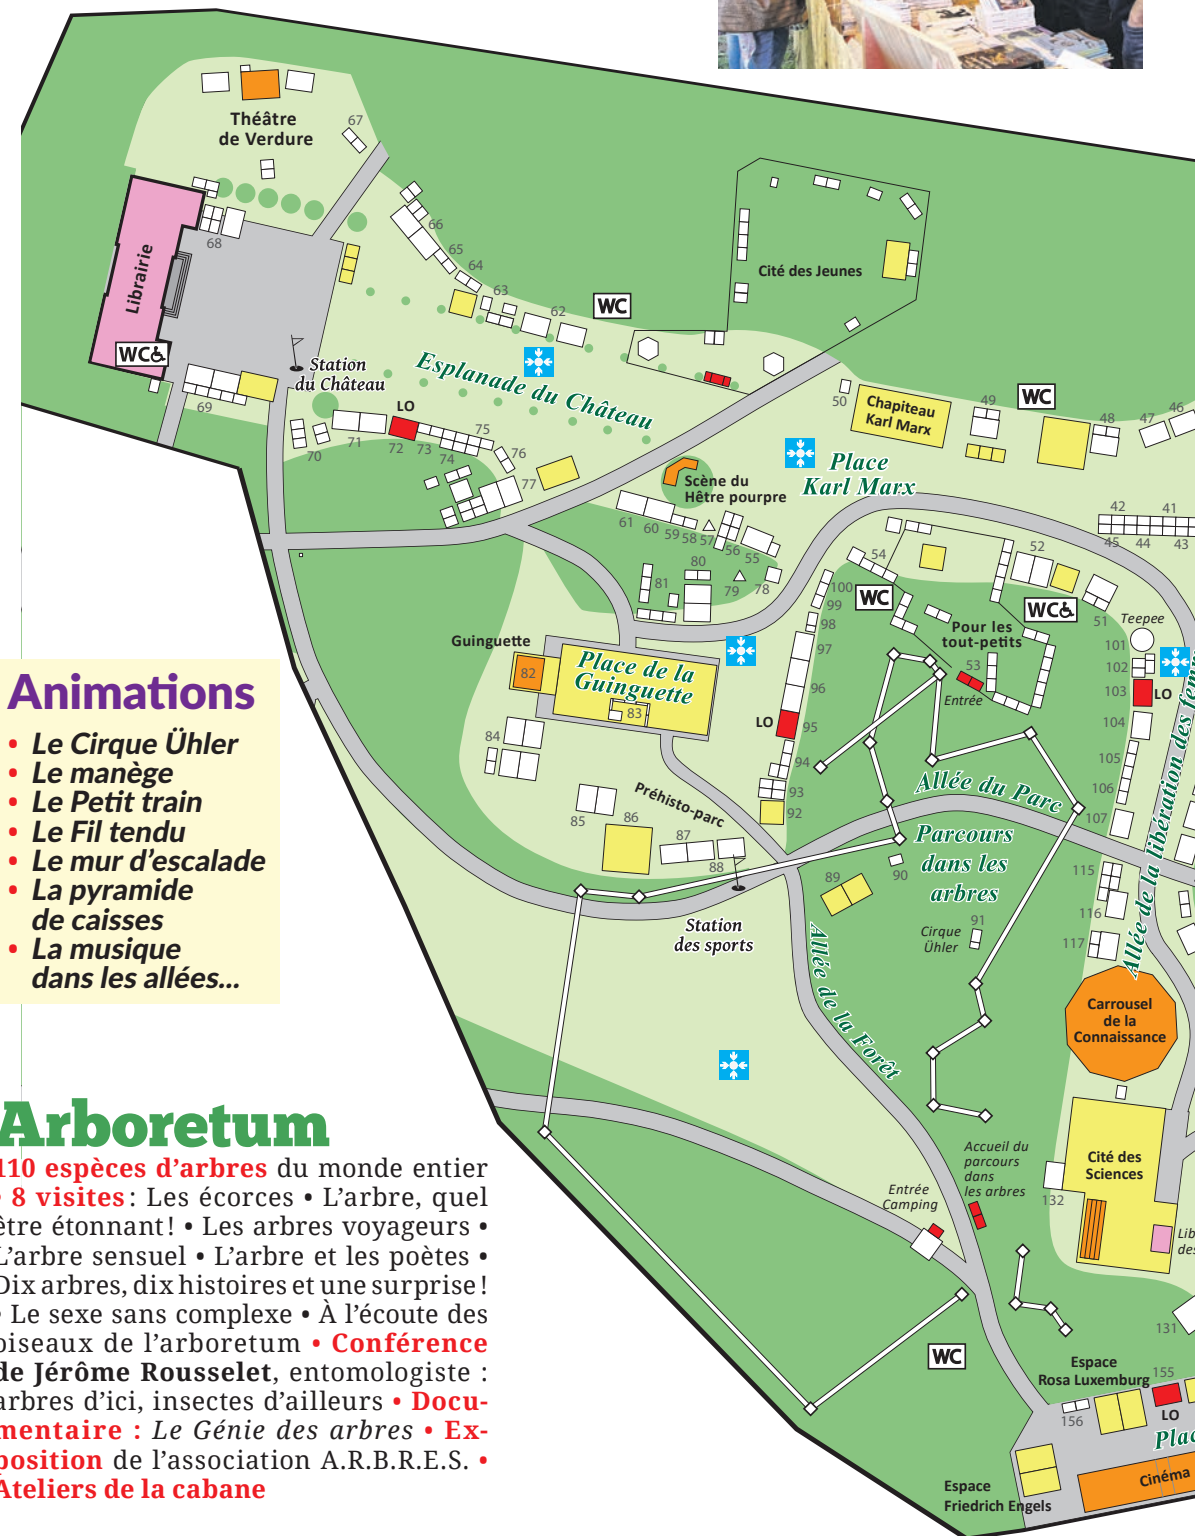 Théâtre
de Verdure
67
Librairie
68
66
65
64
63
62
WC
Cité des Jeunes
WC
Station
du Château
Esplanade du Château
69
LO
70
71
72
73
74
75
76
77
50
Chapiteau
Karl Marx
49
WC
48
47
46
Place
Karl Marx
Scène du
Hêtre pourpre
61
60
59
58
57
56
55
42
41
45
44
43
54
52
80
81
79
78
100
99
98
97
96
LO
95
94
93
92
WC
WC
51
Teepee
Pour les
tout-petits
53
Entrée
101
102
103
LO
104
105
106
107
Guinguette
82
Place de la
Guinguette
83
84
85
86
87
88
Préhisto-parc
Station
des sports
Allée du Parc
Parcours
dans les
arbres
89
90
91
Cirque
Ühler
115
116
117
Allée de la libération des fem
Allée de la Forêt
Carrousel
de la
Connaissance
Accueil du
parcours
dans
les arbres
Cité des
Sciences
132
Lib
des
Entrée
Camping
131
WC
Espace
Rosa Luxemburg
155
156
LO
Plac
Cinéma
Espace
Friedrich Engels
Animations
• Le Cirque Ühler
• Le manège
• Le Petit train
• Le Fil tendu
• Le mur d’escalade
• La pyramide
de caisses
• La musique
dans les allées...
Arboretum
110 espèces d’arbres du monde entier
• 8 visites : Les écorces • L’arbre, quel
être étonnant ! • Les arbres voyageurs •
L’arbre sensuel • L’arbre et les poètes •
Dix arbres, dix histoires et une surprise !
• Le sexe sans complexe • À l’écoute des
oiseaux de l’arboretum • Conférence
de Jérôme Rousselet, entomologiste :
arbres d’ici, insectes d’ailleurs • Docu-
mentaire : Le Génie des arbres • Ex-
position de l’association A.R.B.R.E.S. •
Ateliers de la cabane